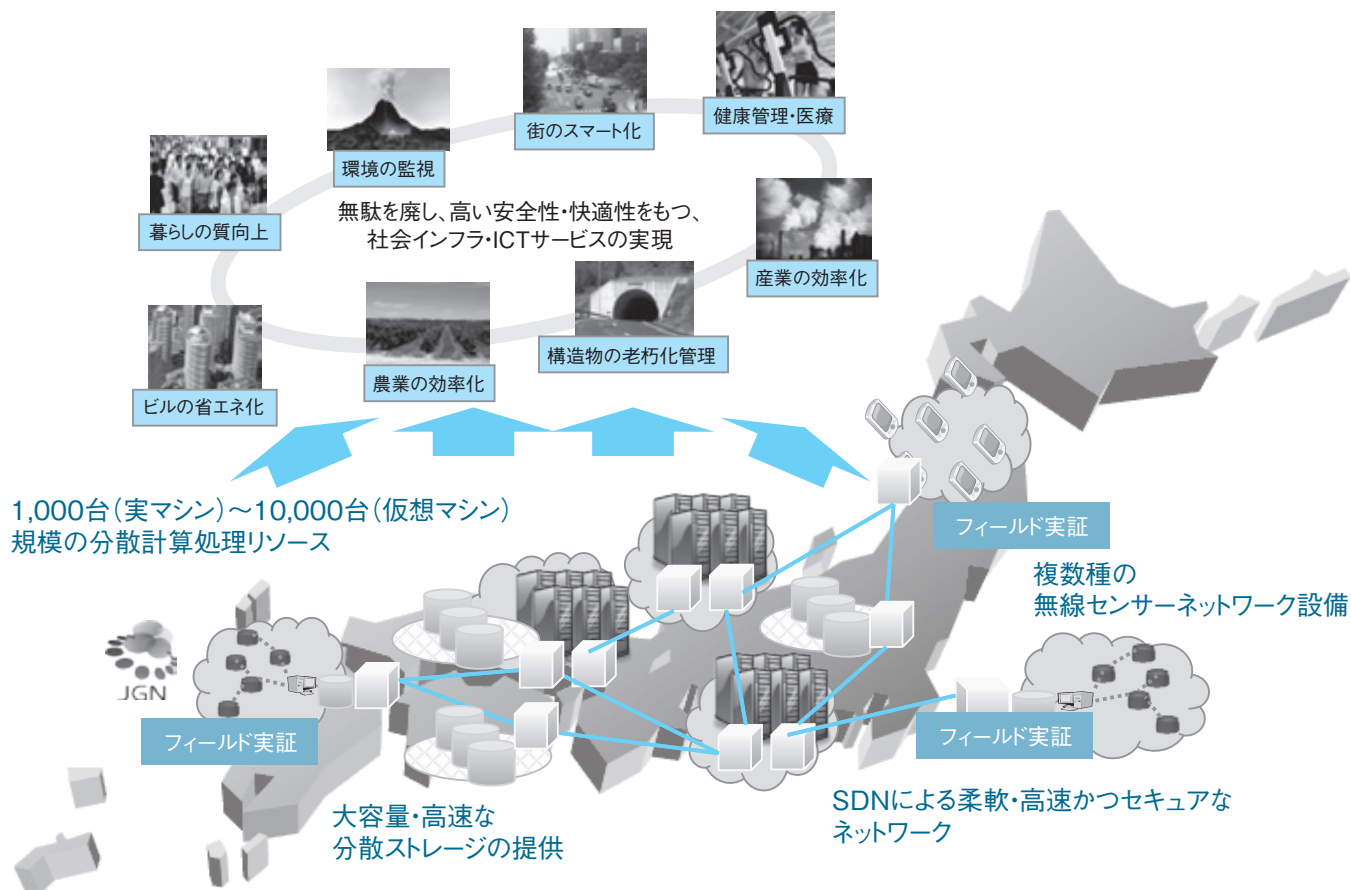 健康管理・医療
街のスマート化
環境の監視
暮らしの質向上
無駄を廃し、高い安全性・快適性をもつ、
社会インフラ・ICTサービスの実現
産業の効率化
構造物の老朽化管理
農業の効率化
ビルの省エネ化
1,000台（実マシン）～10,000台（仮想マシン）
規模の分散計算処理リソース
フィールド実証
複数種の
無線センサーネットワーク設備
JGN
フィールド実証
フィールド実証
大容量・高速な
分散ストレージの提供
SDNによる柔軟・高速かつセキュアな
ネットワーク